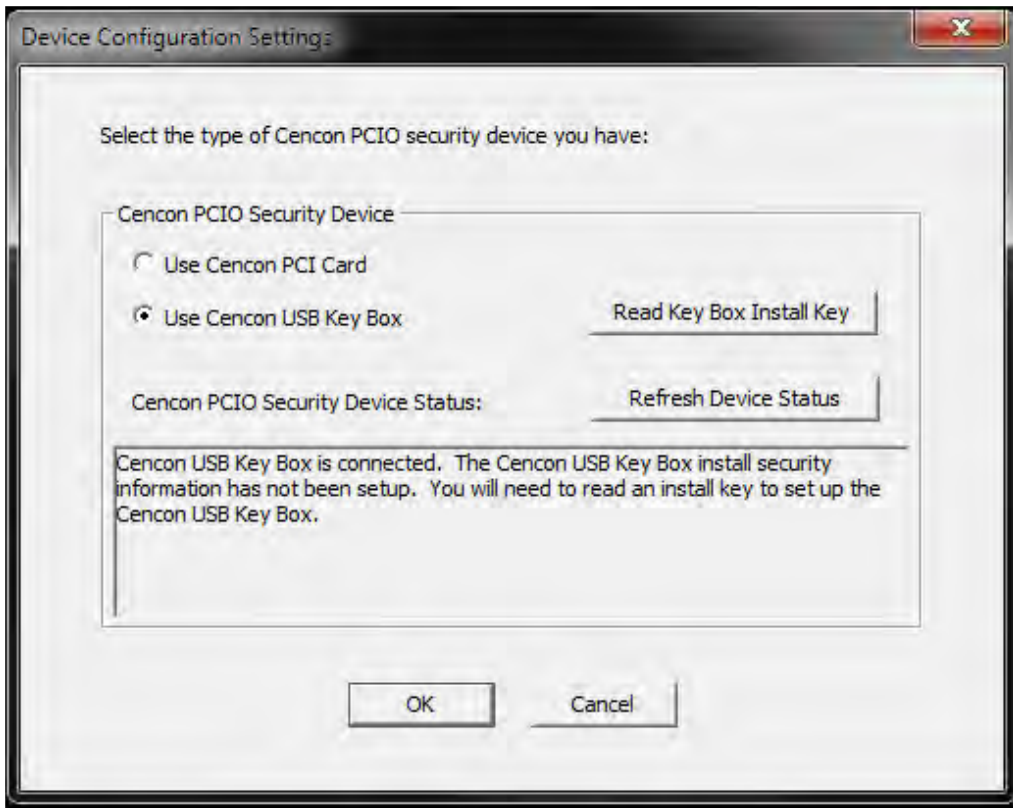 Device Configuration Settings
Select the type of Cencon PCIO security device you have:
Cencon PCIO Security Device
Use Cencon PCI Card
Use Cencon USB Key Box
Read Key Box Install Key
Cencon PCIO Security Device Status:
Refresh Device Status
Cencon USB Key Box is connected.  The Cencon USB Key Box install security
information has not been setup.  You will need to read an install key to set up the
Cencon USB Key Box.
OK
Cancel